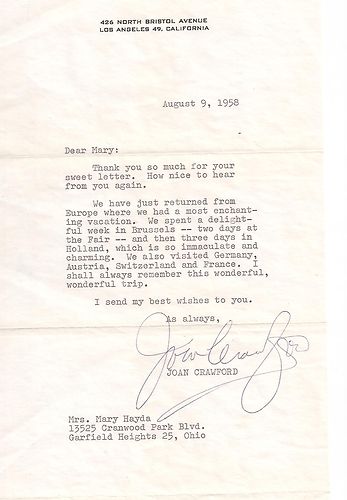 426 NORTH BRISTOL AVENUE
LOS ANGELES 49, CALIFORNIA
August 9, 1958
Dear Mary:
Thank you so much for your
sweet letter. How nice to hear
from you again.
We have just returned from
Europe where we had a most enchant-
ing vacation. We spent a delight-
ful week in Brussels -- two days at
the Fair -- and then three days in
Holland, which is so immaculate and
charming. We also visited Germany,
Austria, Switzerland and France. I
shall always remember this wonderful,
wonderful trip.
I send my best wishes to you.
As always,
Joan Crawford
JOAN CRAWFORD
Mrs. Mary Hayda
13525 Cranwood Park Blvd.
Garfield Heights 25, Ohio